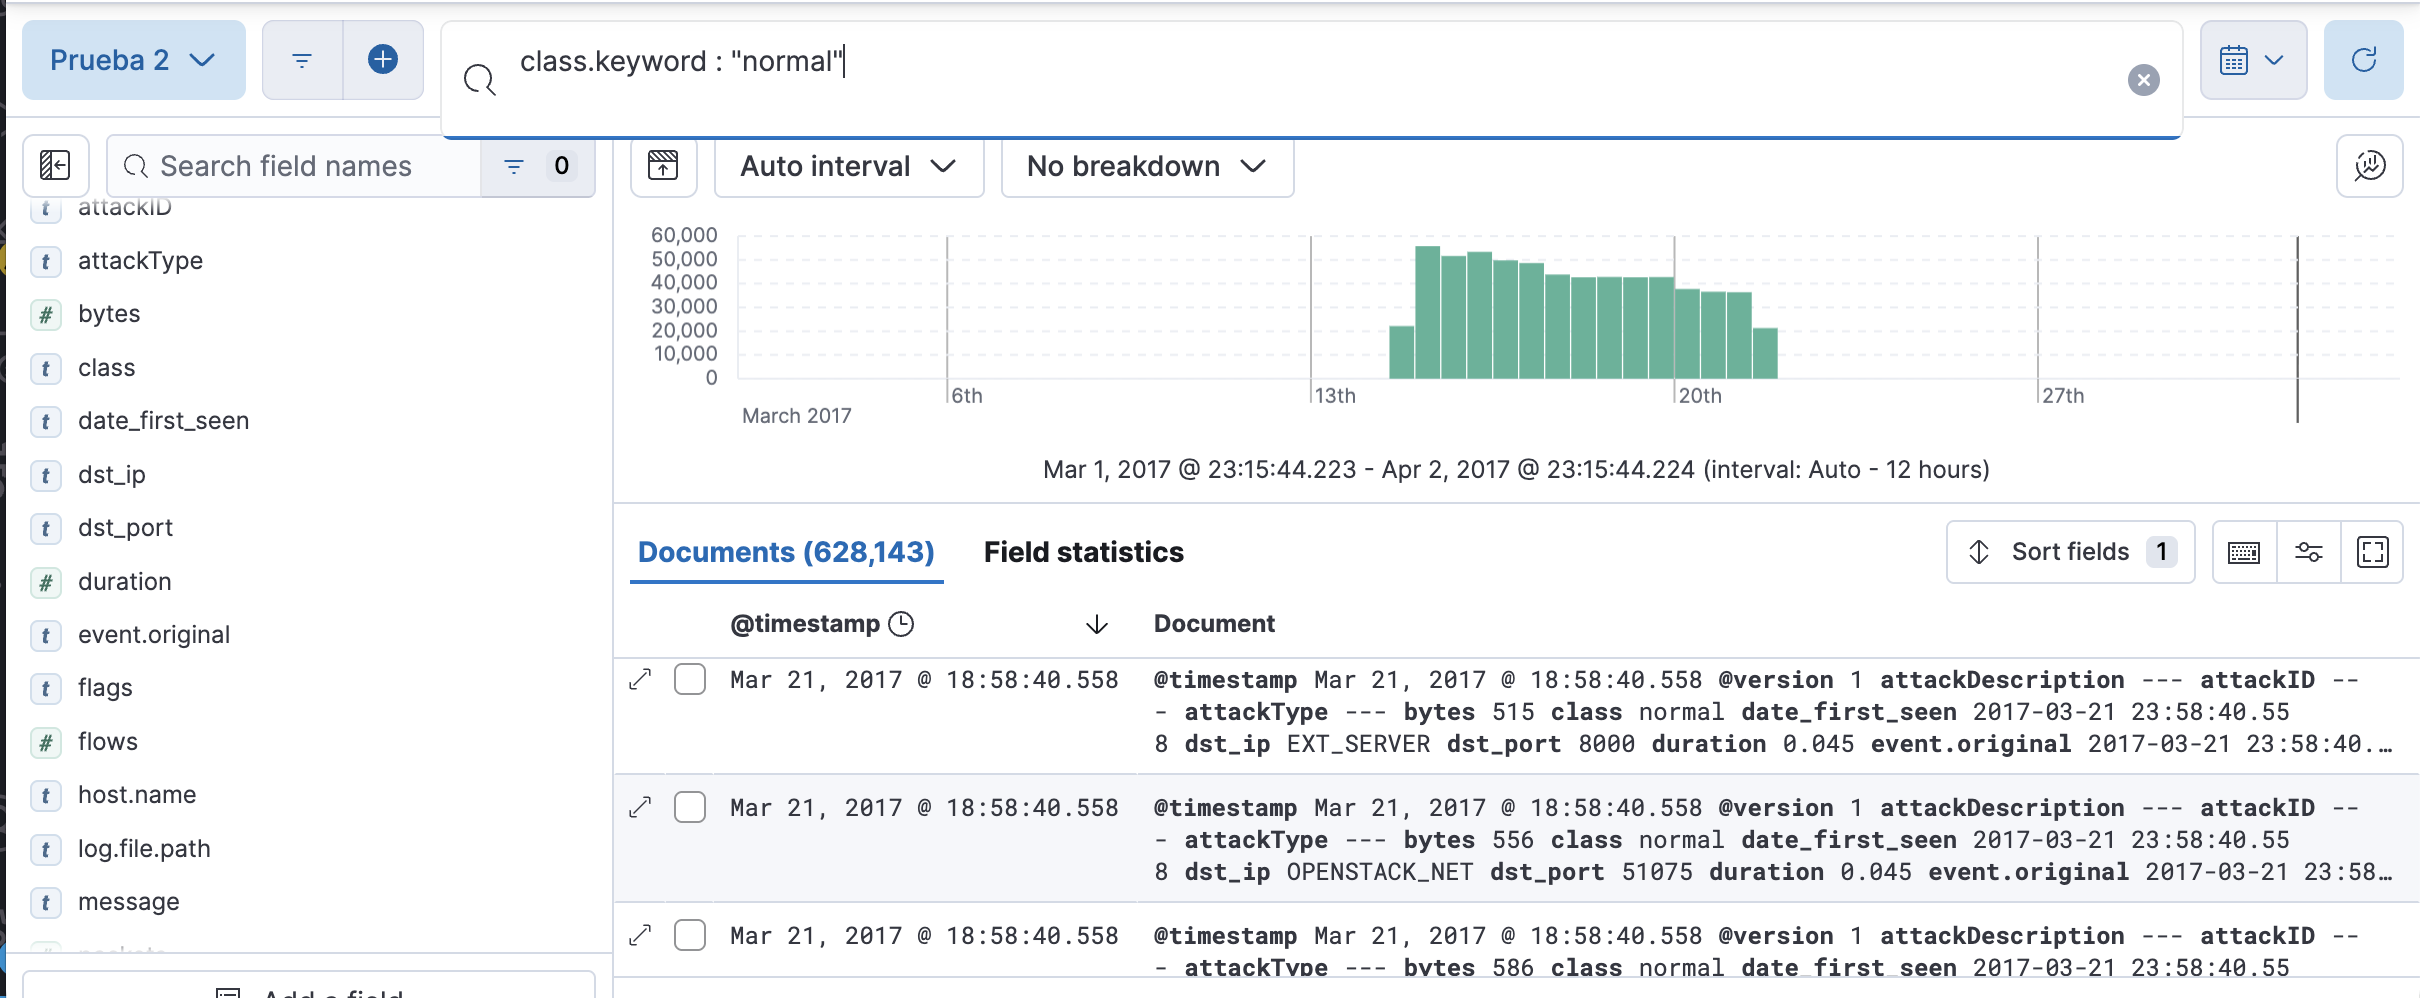 Prueba 2
class.keyword : "normal"
Search field names
0
Auto interval
No breakdown
attackID
attackType
bytes
class
date_first_seen
dst_ip
dst_port
duration
event.original
flags
flows
host.name
log.file.path
message
packets
Add a field
60,000
50,000
40,000
30,000
20,000
10,000
0
6th
13th
20th
27th
March 2017
Mar 1, 2017 @ 23:15:44.223 - Apr 2, 2017 @ 23:15:44.224 (interval: Auto - 12 hours)
Documents (628,143)
Field statistics
Sort fields 1
@timestamp
Document
Mar 21, 2017 @ 18:58:40.558
@timestamp Mar 21, 2017 @ 18:58:40.558 @version 1 attackDescription --- attackID --
- attackType --- bytes 515 class normal date_first_seen 2017-03-21 23:58:40.55
8 dst_ip EXT_SERVER dst_port 8000 duration 0.045 event.original 2017-03-21 23:58:40.…
Mar 21, 2017 @ 18:58:40.558
@timestamp Mar 21, 2017 @ 18:58:40.558 @version 1 attackDescription --- attackID --
- attackType --- bytes 556 class normal date_first_seen 2017-03-21 23:58:40.55
8 dst_ip OPENSTACK_NET dst_port 51075 duration 0.045 event.original 2017-03-21 23:58…
Mar 21, 2017 @ 18:58:40.558
@timestamp Mar 21, 2017 @ 18:58:40.558 @version 1 attackDescription --- attackID --
- attackType --- bytes 586 class normal date_first_seen 2017-03-21 23:58:40.55